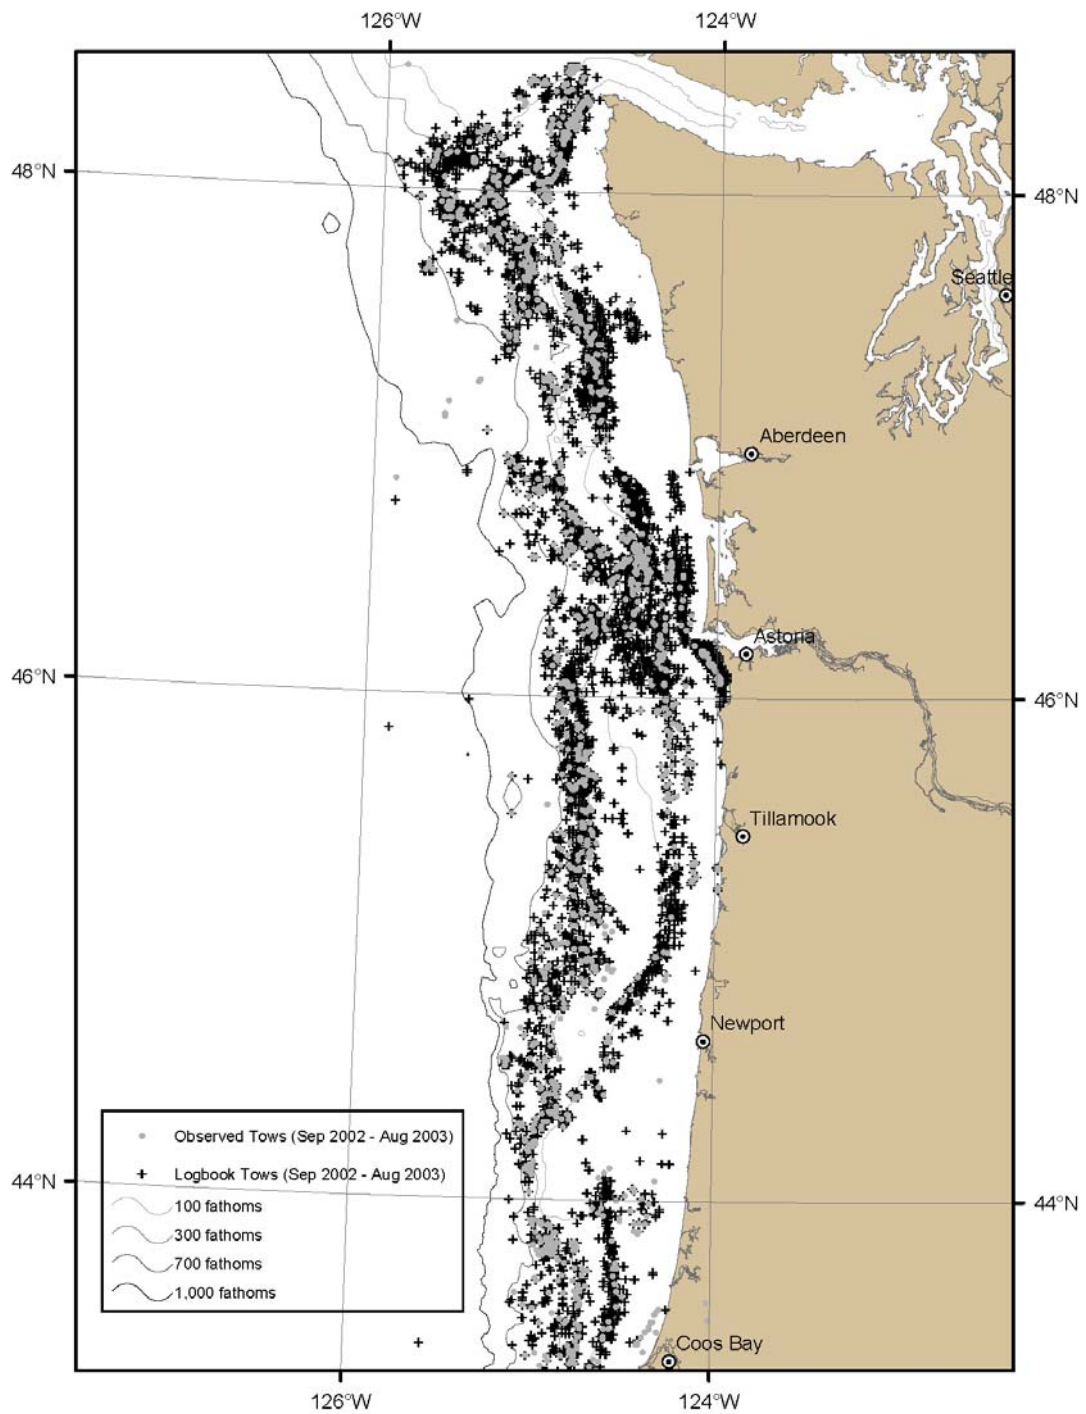 126°W
124°W
48°N
48°N
Seattle
Aberdeen
Astoria
46°N
46°N
Tillamook
Newport
Observed Tows (Sep 2002 - Aug 2003)
Logbook Tows (Sep 2002 - Aug 2003)
44°N
100 fathoms
44°N
300 fathoms
700 fathoms
1,000 fathoms
Coos Bay
126°W
124°W